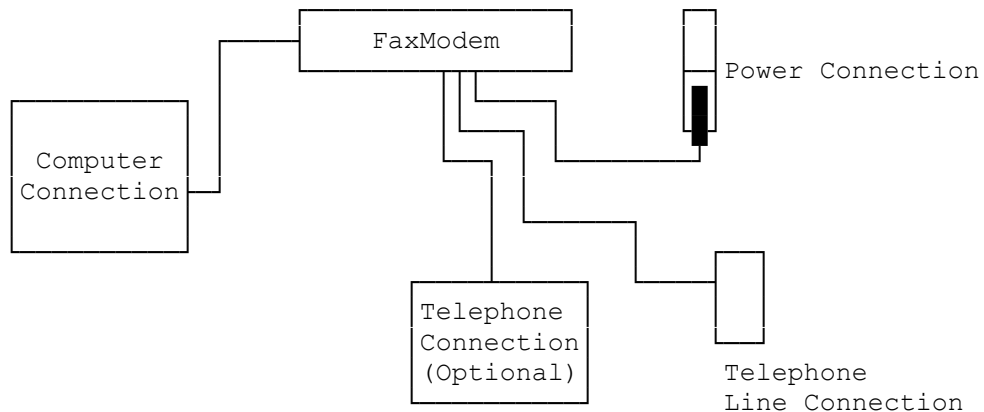 FaxModem
Power Connection
Computer
Connection
Telephone
Connection
(Optional)
Telephone
Line Connection